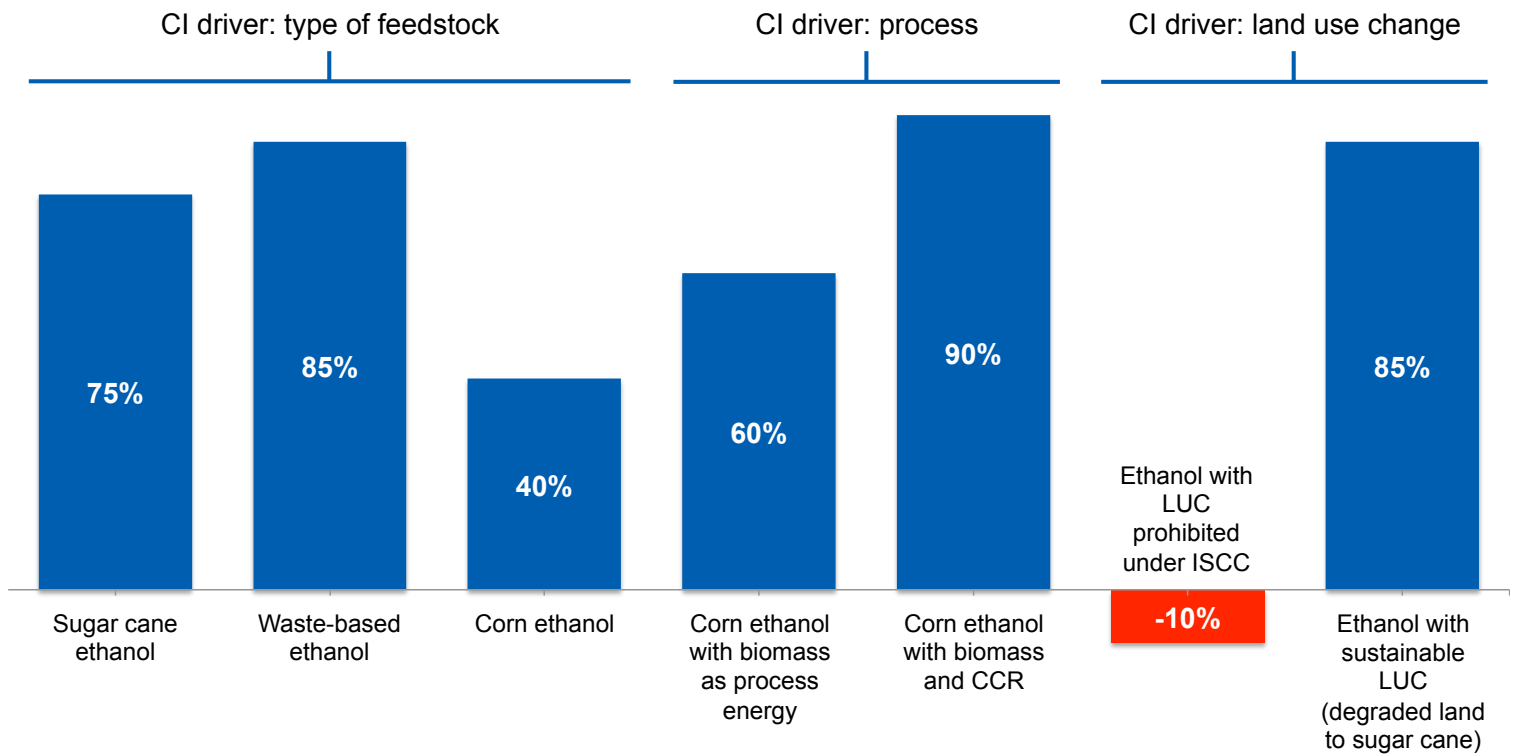 CI driver: type of feedstock
CI driver: process
CI driver: land use change
75%
85%
40%
60%
90%
Ethanol with
LUC
prohibited
under ISCC
-10%
85%
Sugar cane
ethanol
Waste-based
ethanol
Corn ethanol
Corn ethanol
with biomass
as process
energy
Corn ethanol
with biomass
and CCR
Ethanol with
sustainable
LUC
(degraded land
to sugar cane)